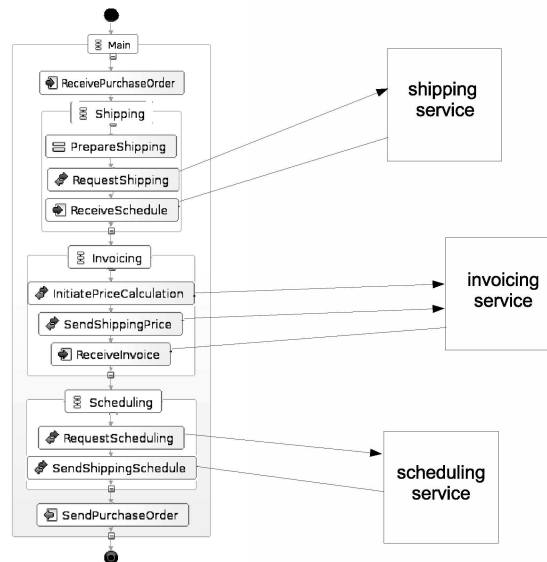 Main
ReceivePurchaseOrder
Shipping
PrepareShipping
RequestShipping
ReceiveSchedule
shipping
service
Invoicing
InitiatePriceCalculation
SendShippingPrice
ReceiveInvoice
invoicing
service
Scheduling
RequestScheduling
SendShippingSchedule
scheduling
service
SendPurchaseOrder